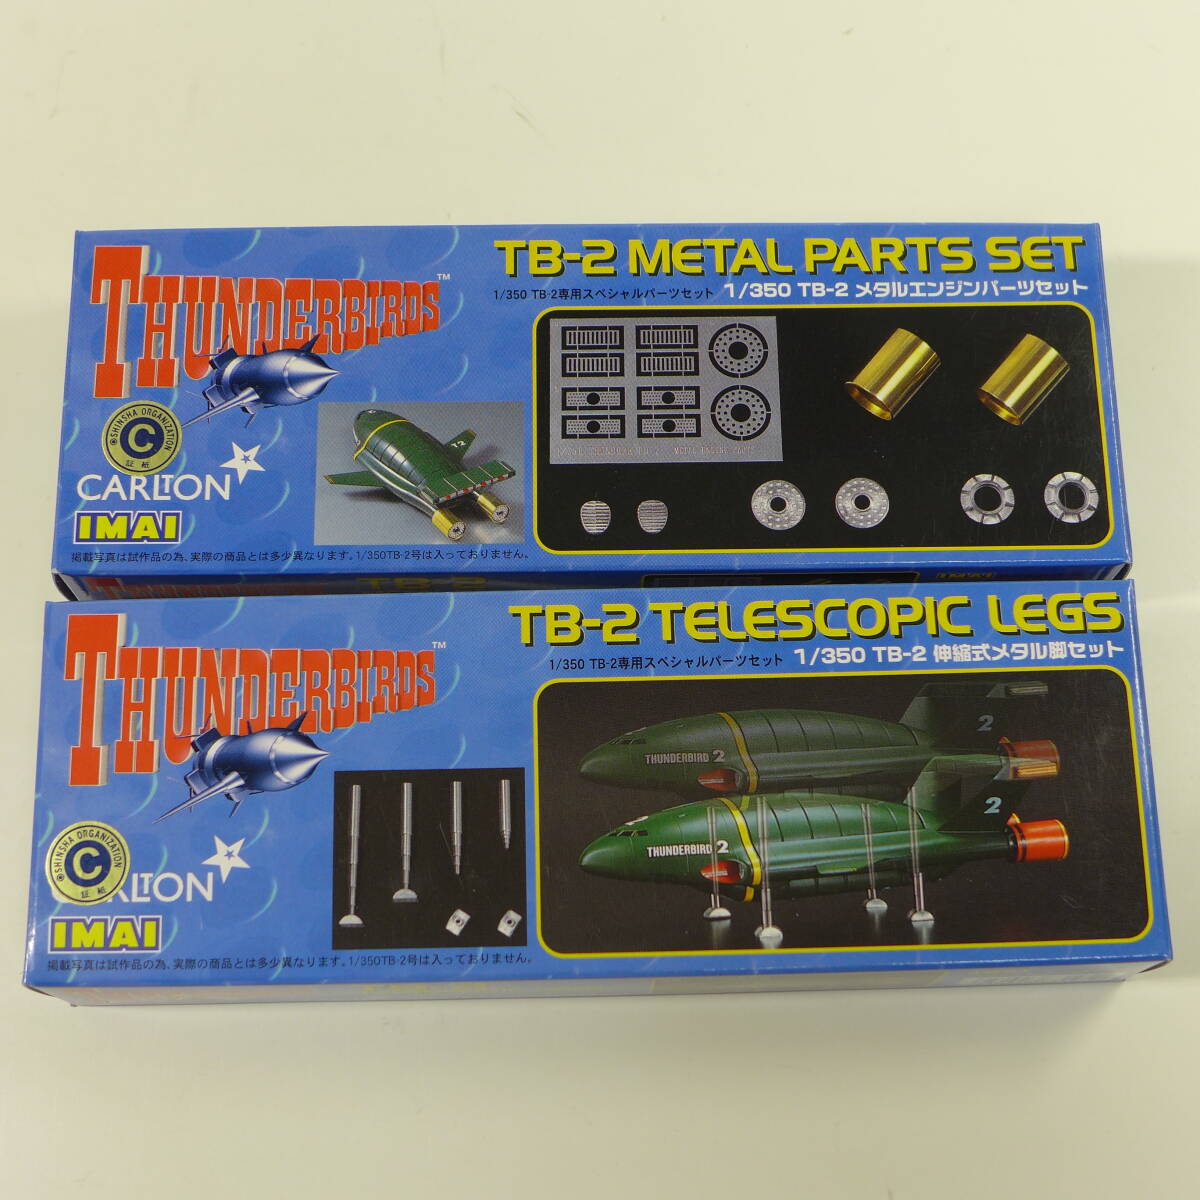 THUNDERBIRDS™
TB-2 METAL PARTS SET
1/350 TB-2専用スペシャルパーツセット 1/350 TB-2 メタルエンジンパーツセット
©SHINSHA ORGANIZATION
C
証紙
CARLTON
IMAI
掲載写真は試作品の為、実際の商品とは多少異なります。1/350TB-2号は入っておりません。
METAL ENGINE PARTS
TB-2
IMAI
THUNDERBIRDS™
TB-2 TELESCOPIC LEGS
1/350 TB-2専用スペシャルパーツセット 1/350 TB-2 伸縮式メタル脚セット
THUNDERBIRD 2
2
THUNDERBIRD 2
2
©SHINSHA ORGANIZATION
C
証紙
CARLTON
IMAI
掲載写真は試作品の為、実際の商品とは多少異なります。1/350TB-2号は入っておりません。